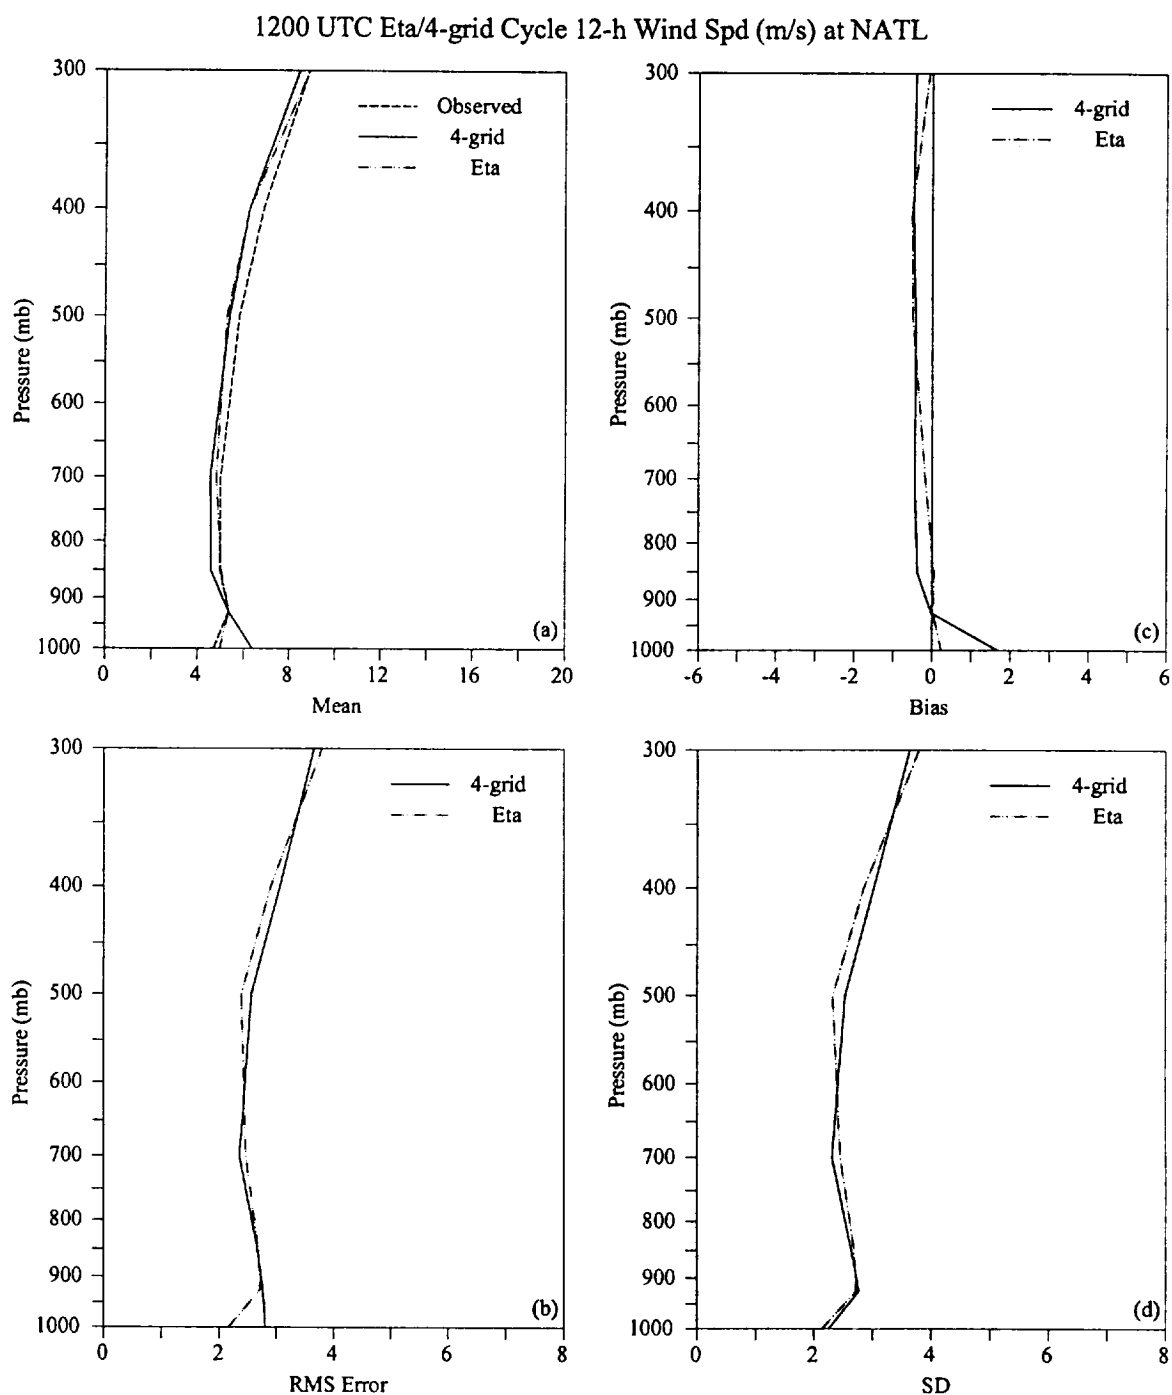 1200 UTC Eta/4-grid Cycle 12-h Wind Spd (m/s) at NATL
300
400
500
600
700
800
900
1000
Pressure (mb)
0
4
8
12
16
20
Mean
Observed
4-grid
Eta
(a)
300
400
500
600
700
800
900
1000
Pressure (mb)
-6
-4
-2
0
2
4
6
Bias
4-grid
Eta
(c)
300
400
500
600
700
800
900
1000
Pressure (mb)
0
2
4
6
8
RMS Error
4-grid
Eta
(b)
300
400
500
600
700
800
900
1000
Pressure (mb)
0
2
4
6
8
SD
4-grid
Eta
(d)